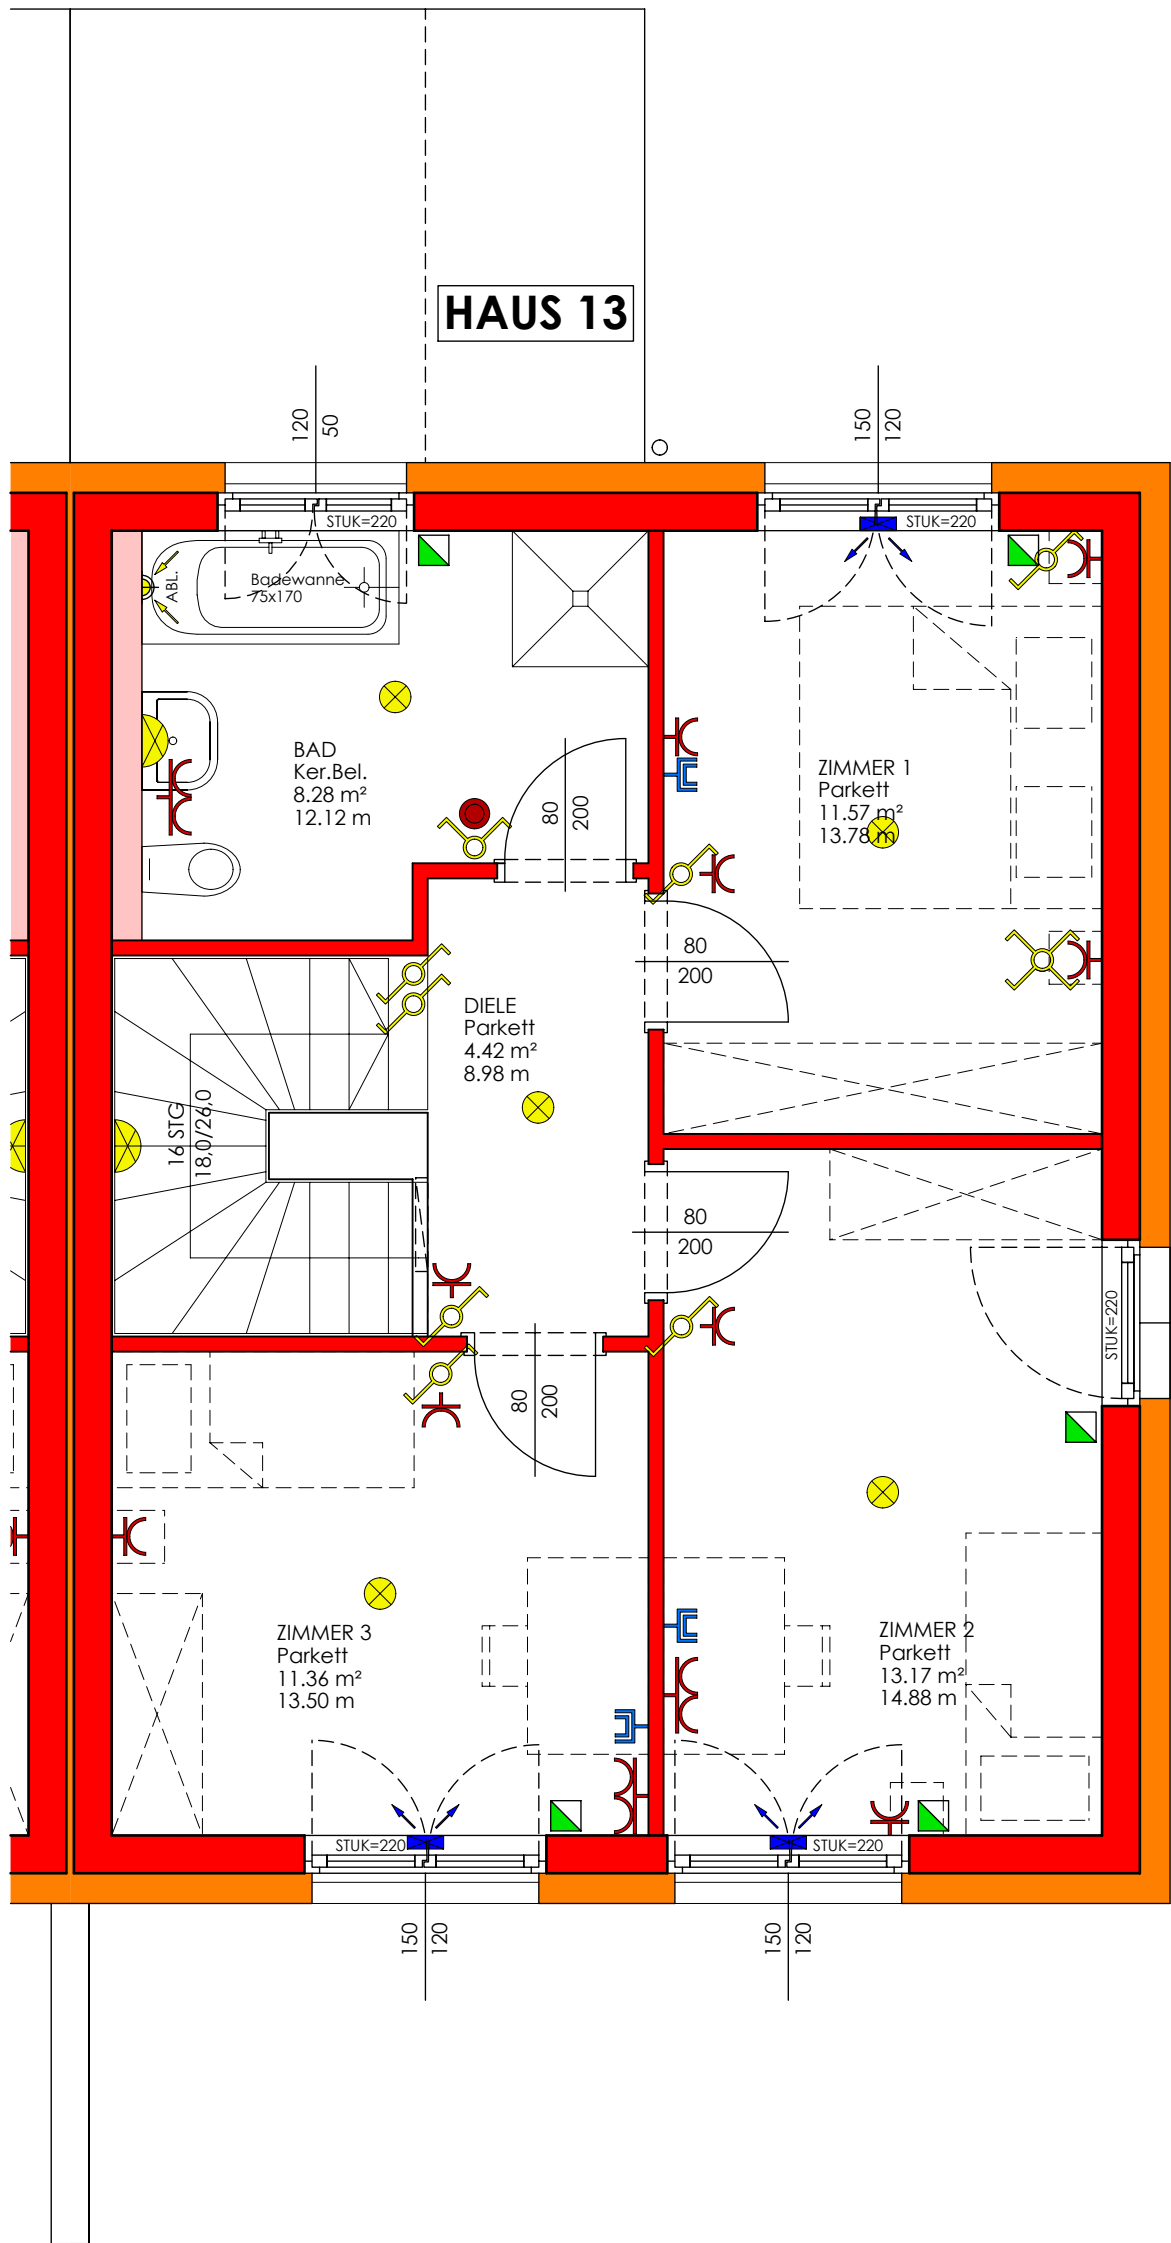 HAUS 13
120
50
150
120
STUK=220
STUK=220
ABL.
Badewanne
75x170
BAD
Ker.Bel.
8.28 m²
12.12 m
80
200
ZIMMER 1
Parkett
11.57 m²
13.78 m
80
200
DIELE
Parkett
4.42 m²
8.98 m
16 STG
18,0/26,0
80
200
STUK=220
80
200
ZIMMER 3
Parkett
11.36 m²
13.50 m
ZIMMER 2
Parkett
13.17 m²
14.88 m
STUK=220
STUK=220
150
120
150
120